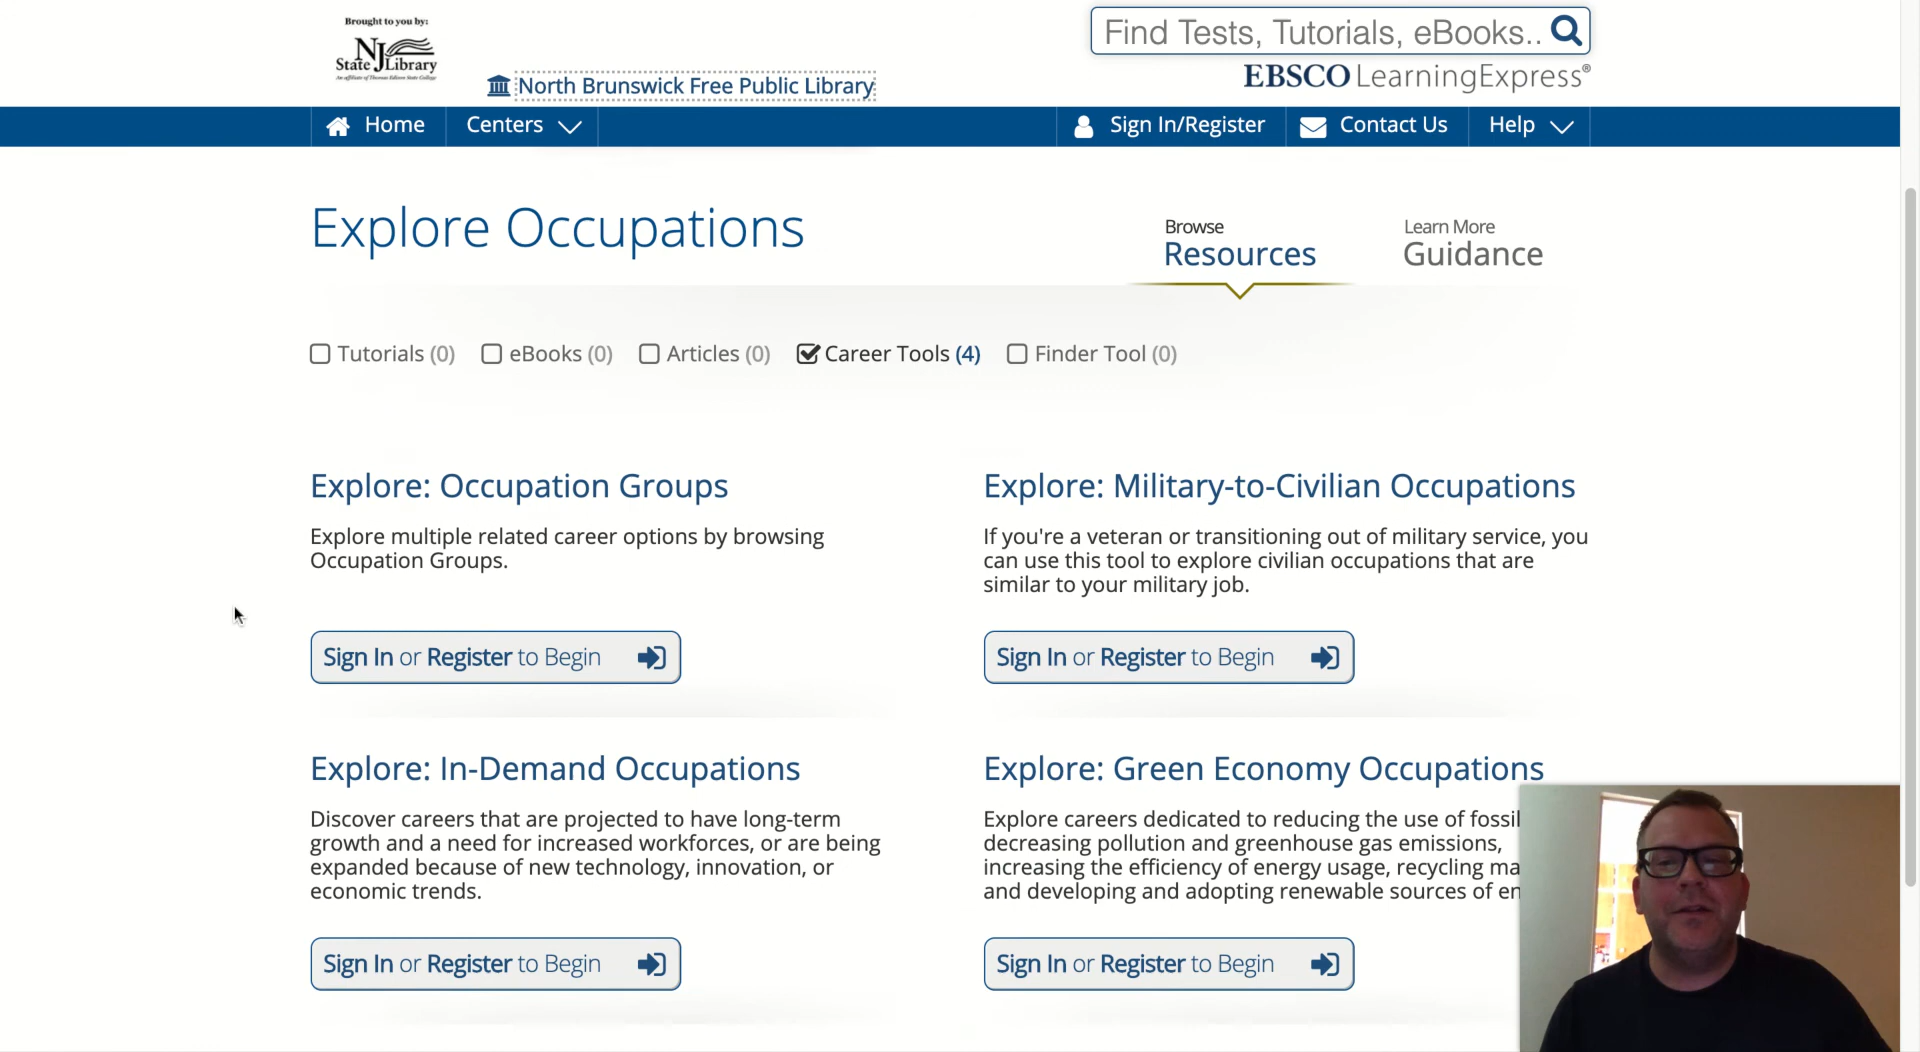 Brought to you by:
NJ
State Library
An affiliate of Thomas Edison State College
North Brunswick Free Public Library
Find Tests, Tutorials, eBooks..
EBSCO LearningExpress®
Home
Centers
Sign In/Register
Contact Us
Help
Explore Occupations
Browse
Resources
Learn More
Guidance
Tutorials (0)
eBooks (0)
Articles (0)
Career Tools (4)
Finder Tool (0)
Explore: Occupation Groups
Explore multiple related career options by browsing
Occupation Groups.
Sign In or Register to Begin
Explore: Military-to-Civilian Occupations
If you're a veteran or transitioning out of military service, you
can use this tool to explore civilian occupations that are
similar to your military job.
Sign In or Register to Begin
Explore: In-Demand Occupations
Discover careers that are projected to have long-term
growth and a need for increased workforces, or are being
expanded because of new technology, innovation, or
economic trends.
Sign In or Register to Begin
Explore: Green Economy Occupations
Explore careers dedicated to reducing the use of fossil
decreasing pollution and greenhouse gas emissions,
increasing the efficiency of energy usage, recycling ma
and developing and adopting renewable sources of en
Sign In or Register to Begin